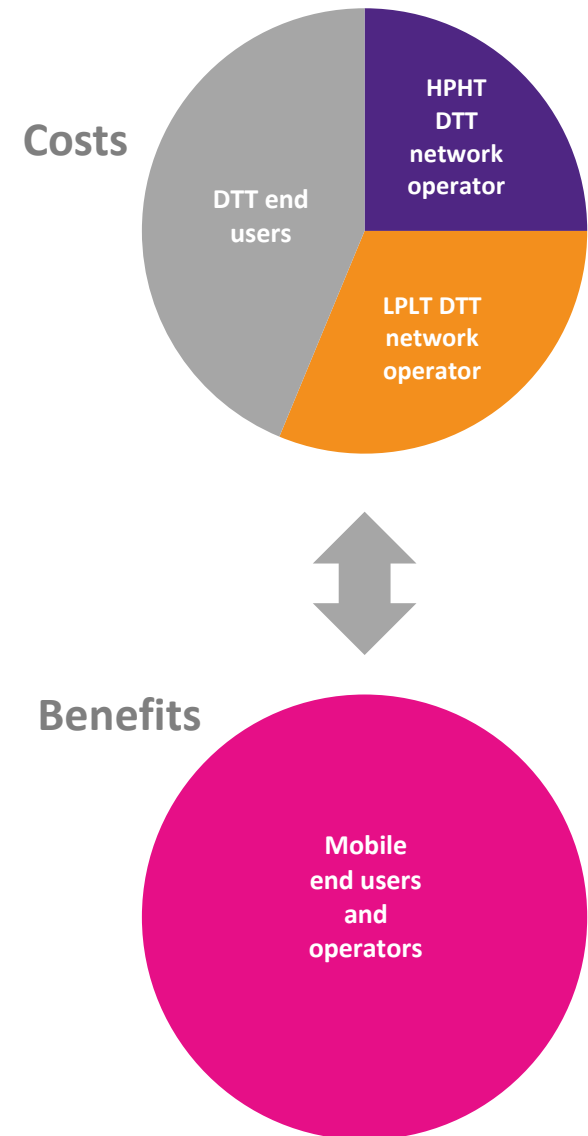 Costs
HPHT
DTT
network
operator
DTT end
users
LPLT DTT
network
operator
Benefits
Mobile
end users
and
operators